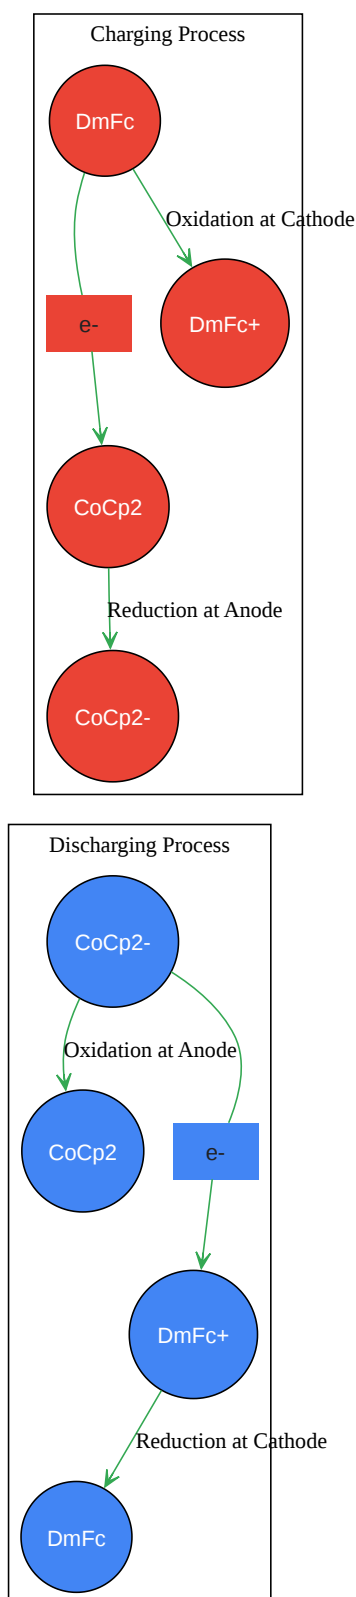 Charging Process
DmFc
Oxidation at Cathode
e-
DmFc+
CoCp2
Reduction at Anode
CoCp2-
Discharging Process
CoCp2-
Oxidation at Anode
CoCp2
e-
DmFc+
Reduction at Cathode
DmFc